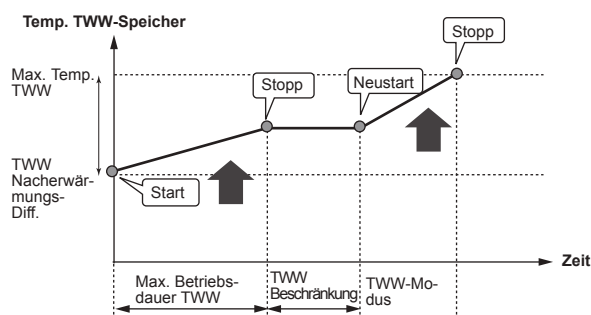 Temp. TWW-Speicher
Stopp
Max. Temp.
TWW
Stopp
Neustart
TWW
Nacherwär-
mungs-
Diff.
Start
Zeit
Max. Betriebs-
dauer TWW
TWW
Beschränkung
TWW-Mo-
dus